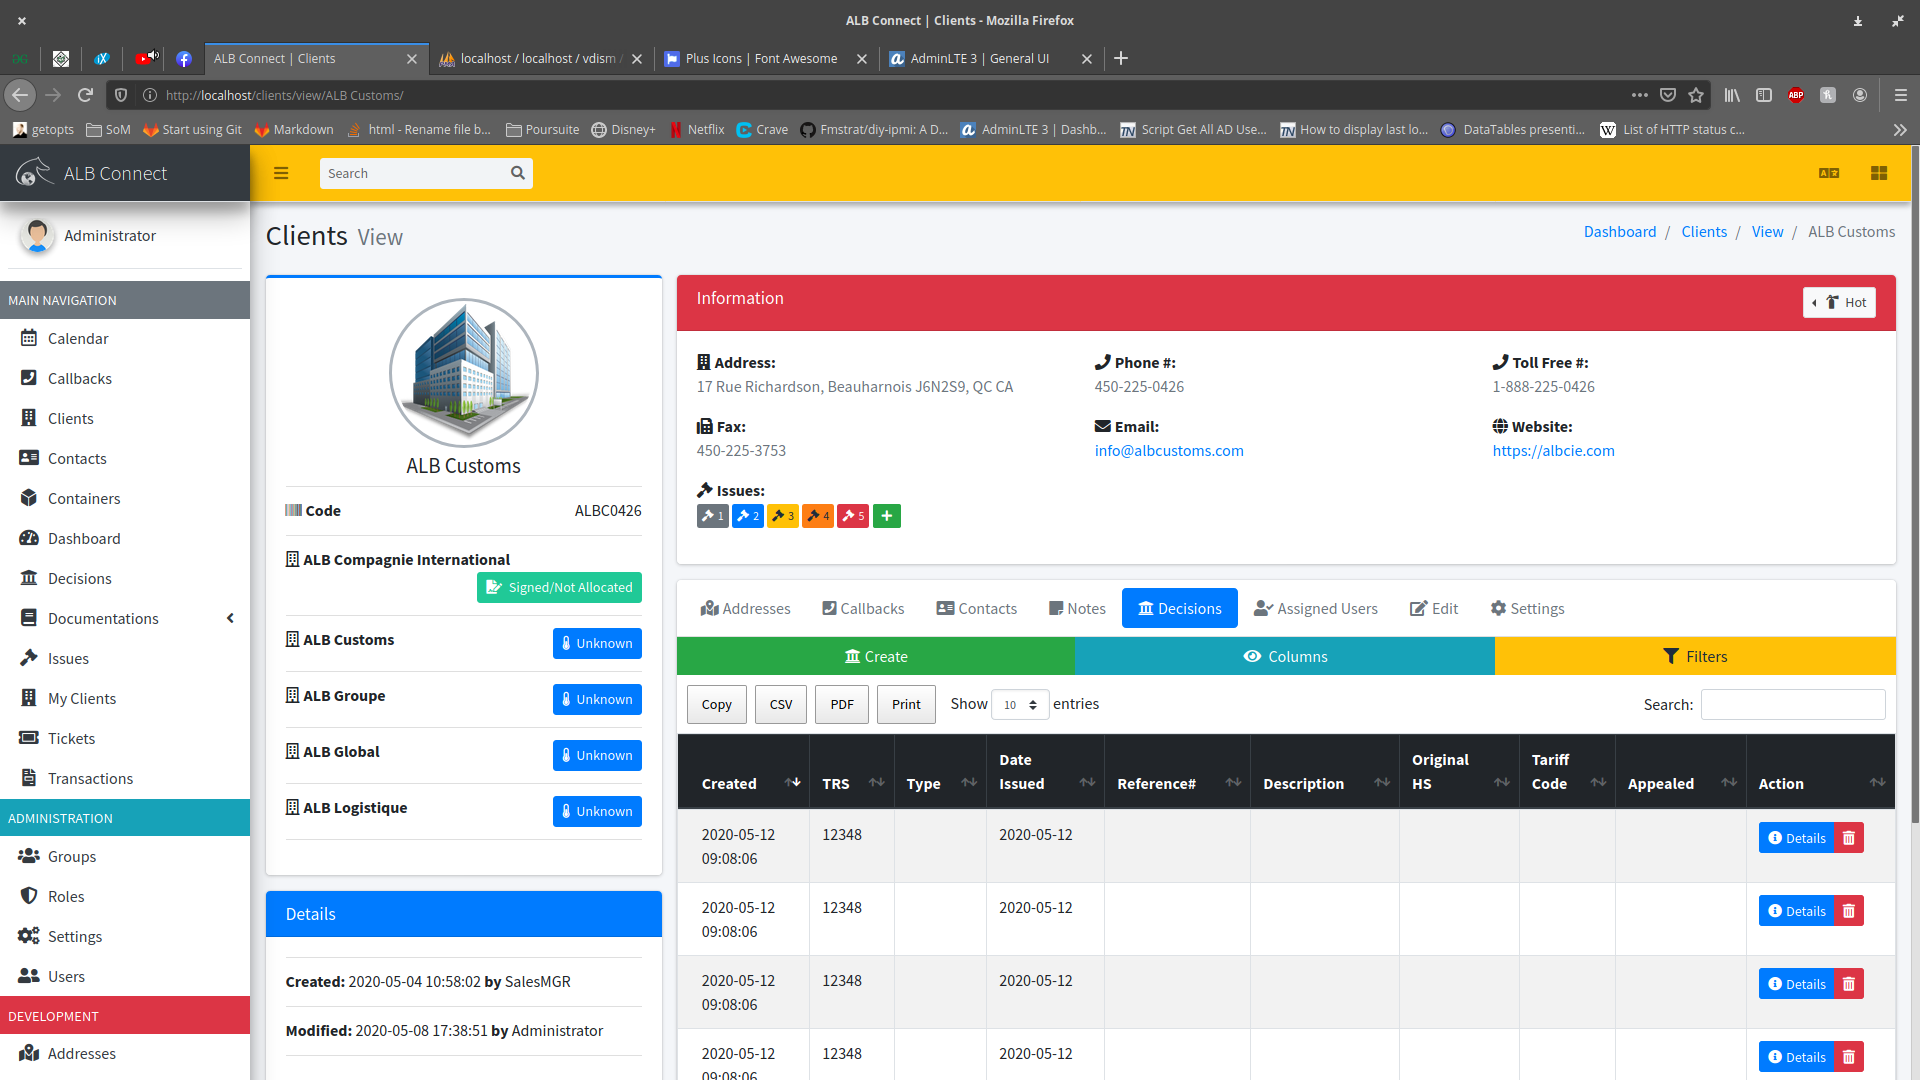 ALB Connect | Clients - Mozilla Firefox
ALB Connect | Clients
localhost / localhost / vdism /
Plus Icons | Font Awesome
AdminLTE 3 | General UI
http://localhost/clients/view/ALB Customs/
getopts
SoM
Start using Git
Markdown
html - Rename file b...
Poursuite
Disney+
Netflix
Crave
Fmstrat/diy-ipmi: A D...
AdminLTE 3 | Dashb...
Script Get All AD Use...
How to display last lo...
DataTables presenti...
List of HTTP status c...
ALB Connect
Search
Administrator
MAIN NAVIGATION
Calendar
Callbacks
Clients
Contacts
Containers
Dashboard
Decisions
Documentations
Issues
My Clients
Tickets
Transactions
ADMINISTRATION
Groups
Roles
Settings
Users
DEVELOPMENT
Addresses
Clients View
Dashboard / Clients / View / ALB Customs
ALB Customs
Code ALBC0426
ALB Compagnie International
Signed/Not Allocated
ALB Customs Unknown
ALB Groupe Unknown
ALB Global Unknown
ALB Logistique Unknown
Details
Created: 2020-05-04 10:58:02 by SalesMGR
Modified: 2020-05-08 17:38:51 by Administrator
Information
Hot
Address:
17 Rue Richardson, Beauharnois J6N2S9, QC CA
Phone #:
450-225-0426
Toll Free #:
1-888-225-0426
Fax:
450-225-3753
Email:
info@albcustoms.com
Website:
https://albcie.com
Issues:
1 2 3 4 5
Addresses Callbacks Contacts Notes Decisions Assigned Users Edit Settings
Create Columns Filters
Copy CSV PDF Print Show 10 entries Search:
Created TRS Type Date Issued Reference# Description Original HS Tariff Code Appealed Action
2020-05-12 09:08:06 12348 2020-05-12 Details
2020-05-12 09:08:06 12348 2020-05-12 Details
2020-05-12 09:08:06 12348 2020-05-12 Details
2020-05-12 09:08:06 12348 2020-05-12 Details